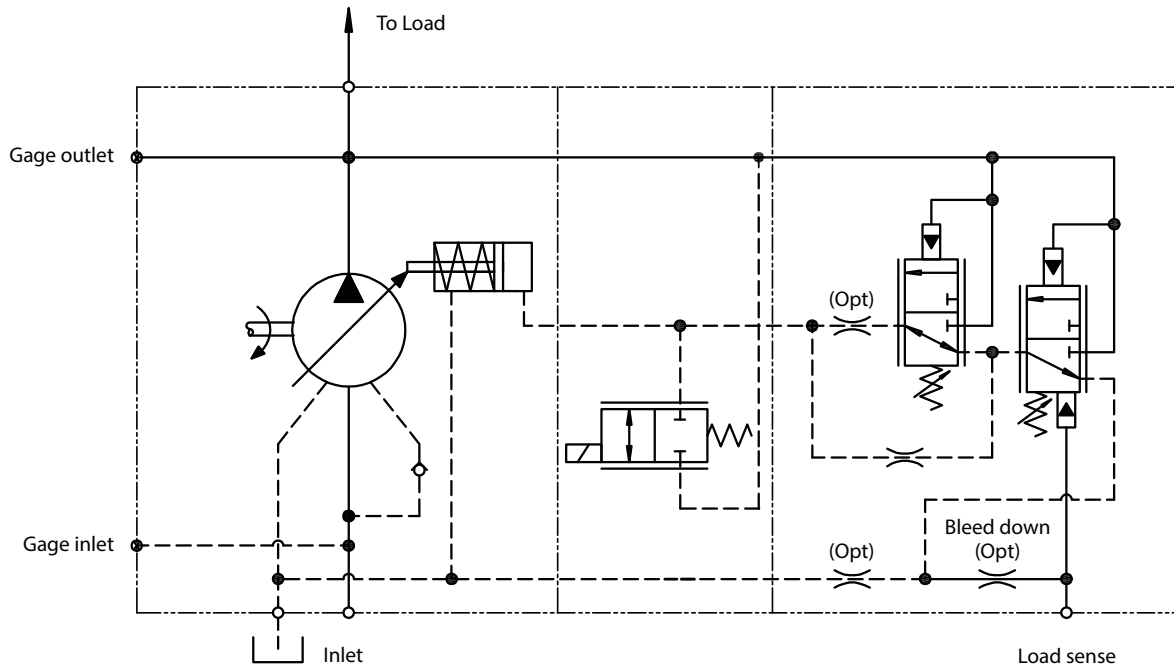 To Load
Gage outlet
(Opt)
Gage inlet
Bleed down
(Opt)
(Opt)
Inlet
Load sense